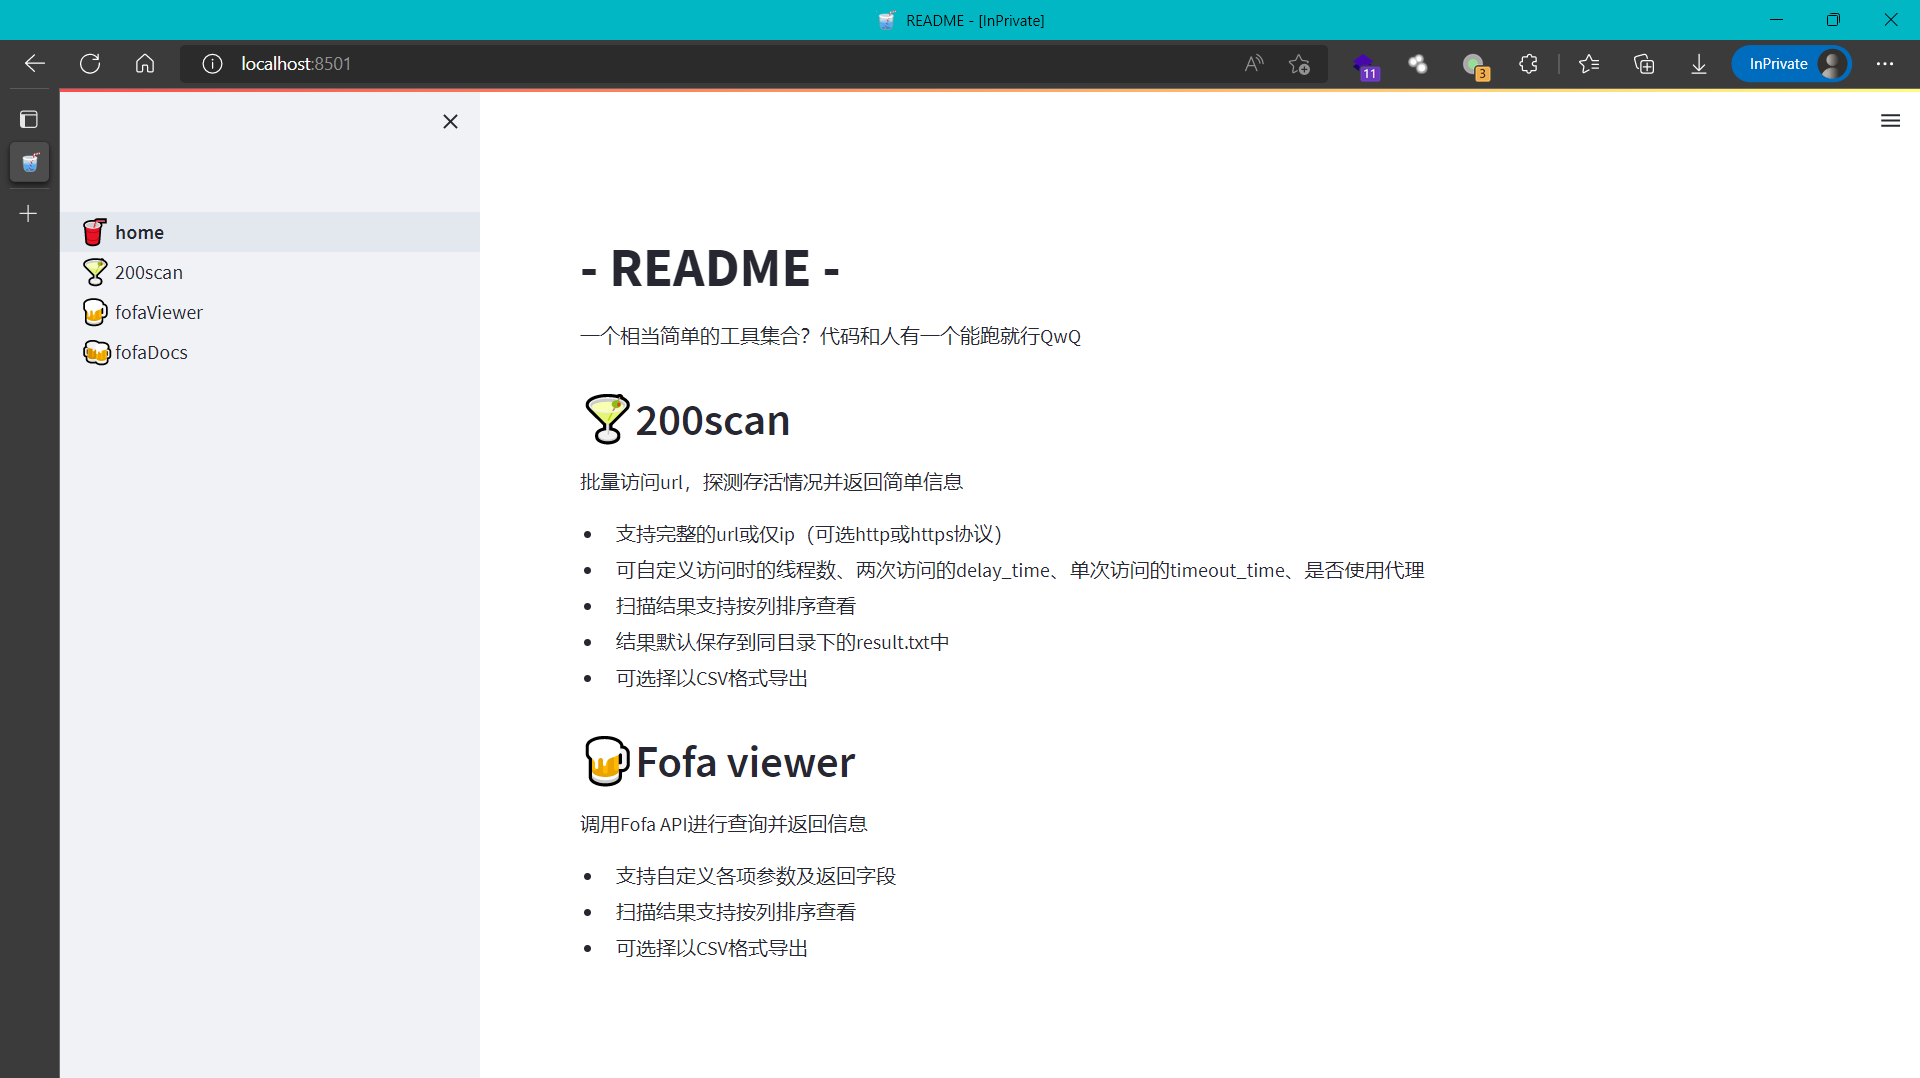 README - [InPrivate]
localhost:8501
11
3
InPrivate
home
200scan
fofaViewer
fofaDocs
- README -
一个相当简单的工具集合？代码和人有一个能跑就行QwQ
200scan
批量访问url，探测存活情况并返回简单信息
支持完整的url或仅ip（可选http或https协议）
可自定义访问时的线程数、两次访问的delay_time、单次访问的timeout_time、是否使用代理
扫描结果支持按列排序查看
结果默认保存到同目录下的result.txt中
可选择以CSV格式导出
Fofa viewer
调用Fofa API进行查询并返回信息
支持自定义各项参数及返回字段
扫描结果支持按列排序查看
可选择以CSV格式导出